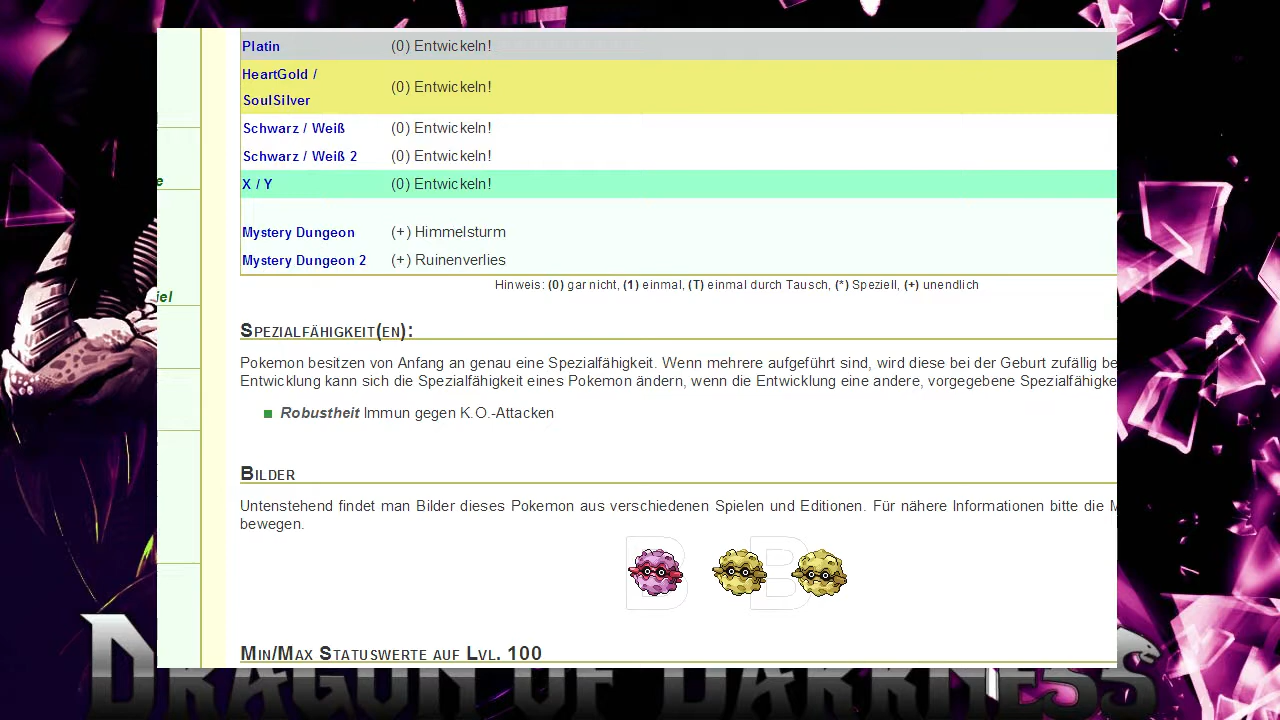 Platin (0) Entwickeln!
HeartGold /
SoulSilver (0) Entwickeln!
Schwarz / Weiß (0) Entwickeln!
Schwarz / Weiß 2 (0) Entwickeln!
X / Y (0) Entwickeln!
e
Mystery Dungeon (+) Himmelsturm
Mystery Dungeon 2 (+) Ruinenverlies
Hinweis: (0) gar nicht, (1) einmal, (T) einmal durch Tausch, (*) Speziell, (+) unendlich
iel
Spezialfähigkeit(en):
Pokemon besitzen von Anfang an genau eine Spezialfähigkeit. Wenn mehrere aufgeführt sind, wird diese bei der Geburt zufällig be
Entwicklung kann sich die Spezialfähigkeit eines Pokemon ändern, wenn die Entwicklung eine andere, vorgegebene Spezialfähigke
Robustheit Immun gegen K.O.-Attacken
Bilder
Untenstehend findet man Bilder dieses Pokemon aus verschiedenen Spielen und Editionen. Für nähere Informationen bitte die M
bewegen.
B B
Min/Max Statuswerte auf Lvl. 100
Dragon of Darkness